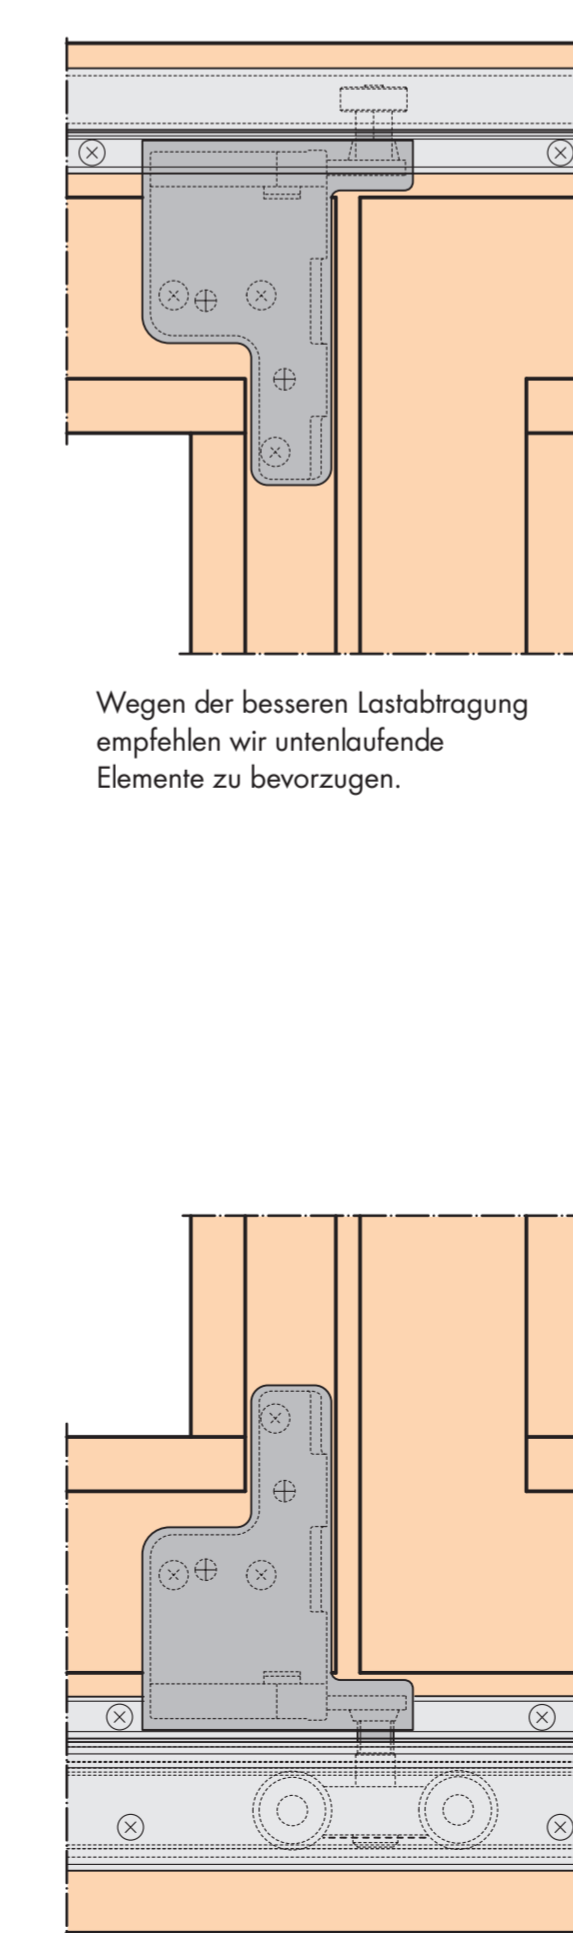 Wegen der besseren Lastabtragung
empfehlen wir untenlaufende
Elemente zu bevorzugen.